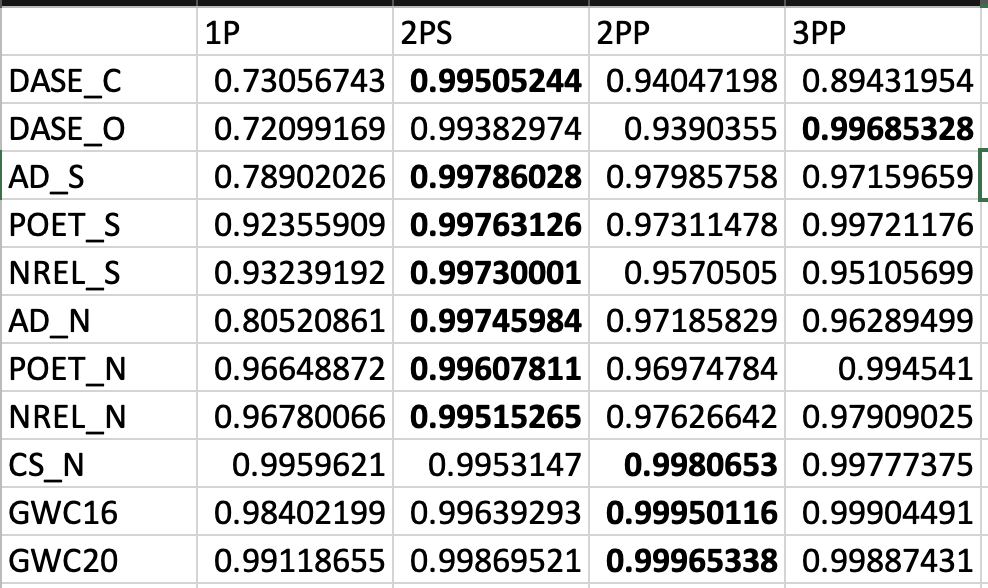 1P 2PS 2PP 3PP
DASE_C 0.73056743 0.99505244 0.94047198 0.89431954
DASE_O 0.72099169 0.99382974 0.9390355 0.99685328
AD_S 0.78902026 0.99786028 0.97985758 0.97159659
POET_S 0.92355909 0.99763126 0.97311478 0.99721176
NREL_S 0.93239192 0.99730001 0.9570505 0.95105699
AD_N 0.80520861 0.99745984 0.97185829 0.96289499
POET_N 0.96648872 0.99607811 0.96974784 0.994541
NREL_N 0.96780066 0.99515265 0.97626642 0.97909025
CS_N 0.9959621 0.9953147 0.9980653 0.99777375
GWC16 0.98402199 0.99639293 0.99950116 0.99904491
GWC20 0.99118655 0.99869521 0.99965338 0.99887431